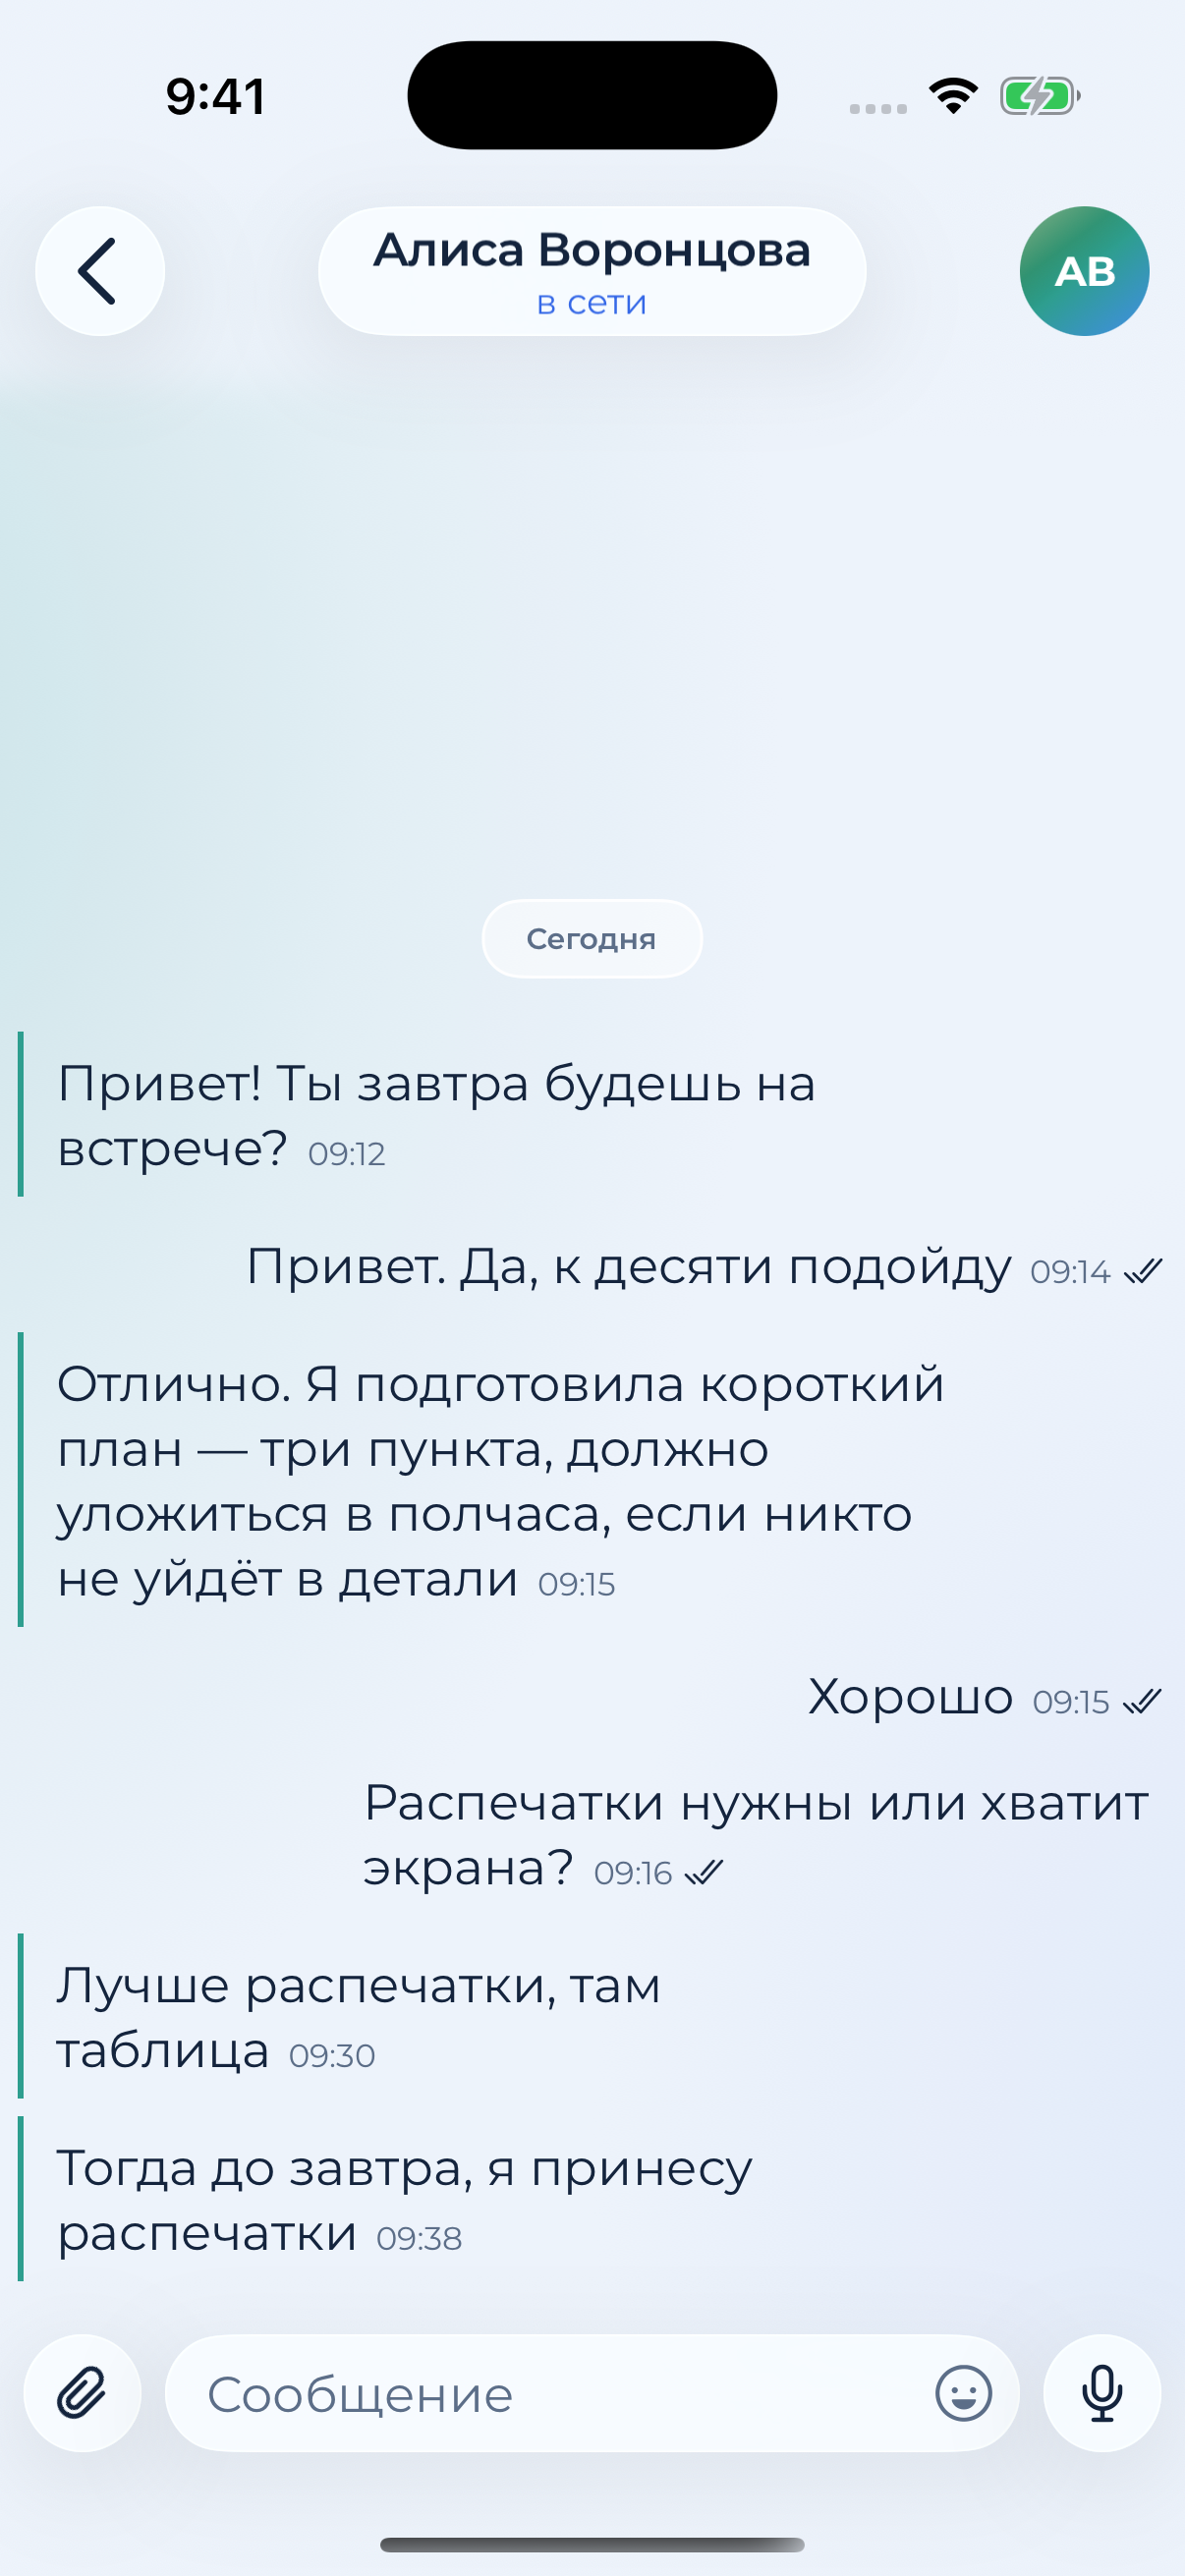 9:41
Алиса Воронцова
в сети
АВ
Сегодня
Привет! Ты завтра будешь на
встрече? 09:12
Привет. Да, к десяти подойду 09:14
Отлично. Я подготовила короткий
план — три пункта, должно
уложиться в полчаса, если никто
не уйдёт в детали 09:15
Хорошо 09:15
Распечатки нужны или хватит
экрана? 09:16
Лучше распечатки, там
таблица 09:30
Тогда до завтра, я принесу
распечатки 09:38
Сообщение